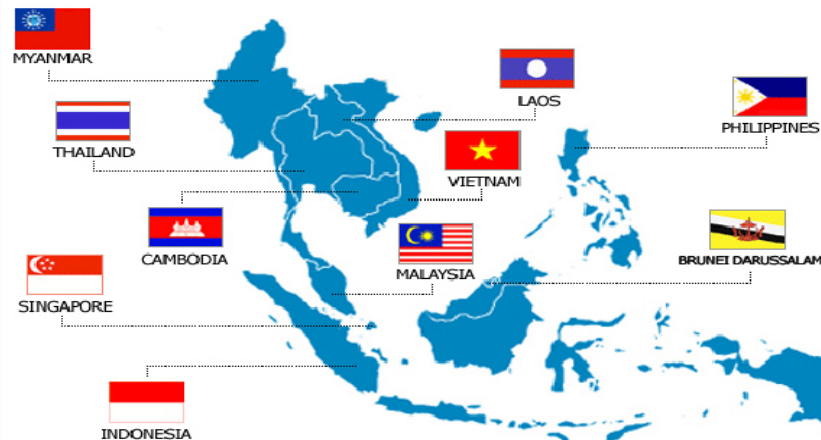 MYANMAR
LAOS
PHILIPPINES
THAILAND
VIETNAM
CAMBODIA
MALAYSIA
BRUNEI DARUSSALAM
SINGAPORE
INDONESIA